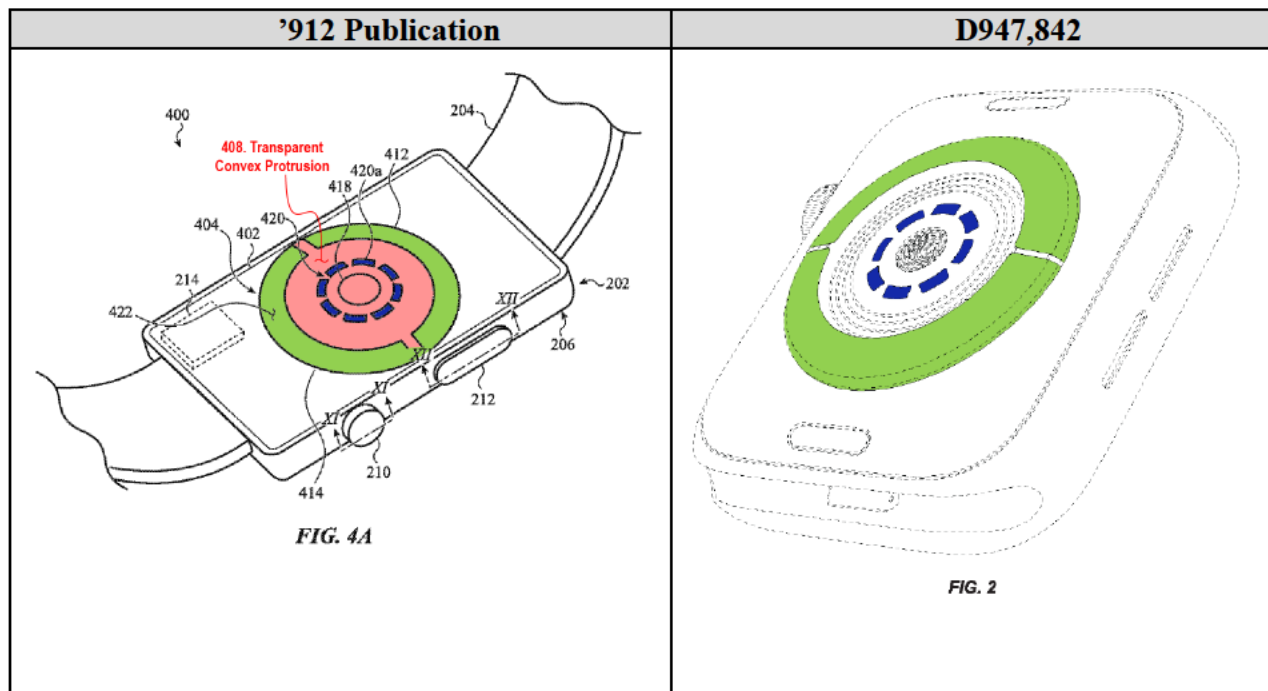 ’912 Publication
D947,842
400
204
408. Transparent
Convex Protrusion
412
420a
418
420
404
402
214
422
202
XII
206
XII
212
XI
XI
210
414
FIG. 4A
FIG. 2